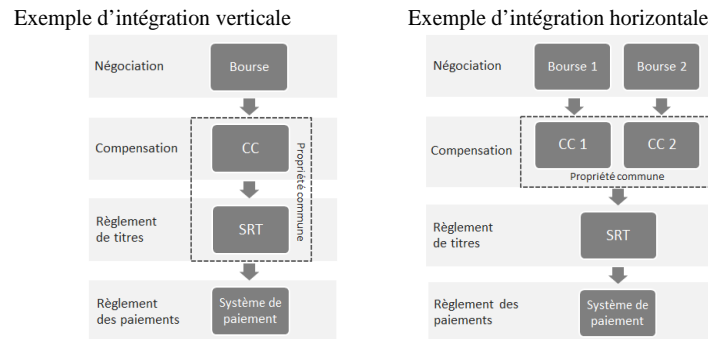 Exemple d'intégration verticale
Négociation
Bourse
Compensation
CC
Propriété commune
Règlement
de titres
SRT
Règlement
des paiements
Système de
paiement
Exemple d'intégration horizontale
Négociation
Bourse 1
Bourse 2
Compensation
CC 1
CC 2
Propriété commune
Règlement
de titres
SRT
Règlement des
paiements
Système de
paiement